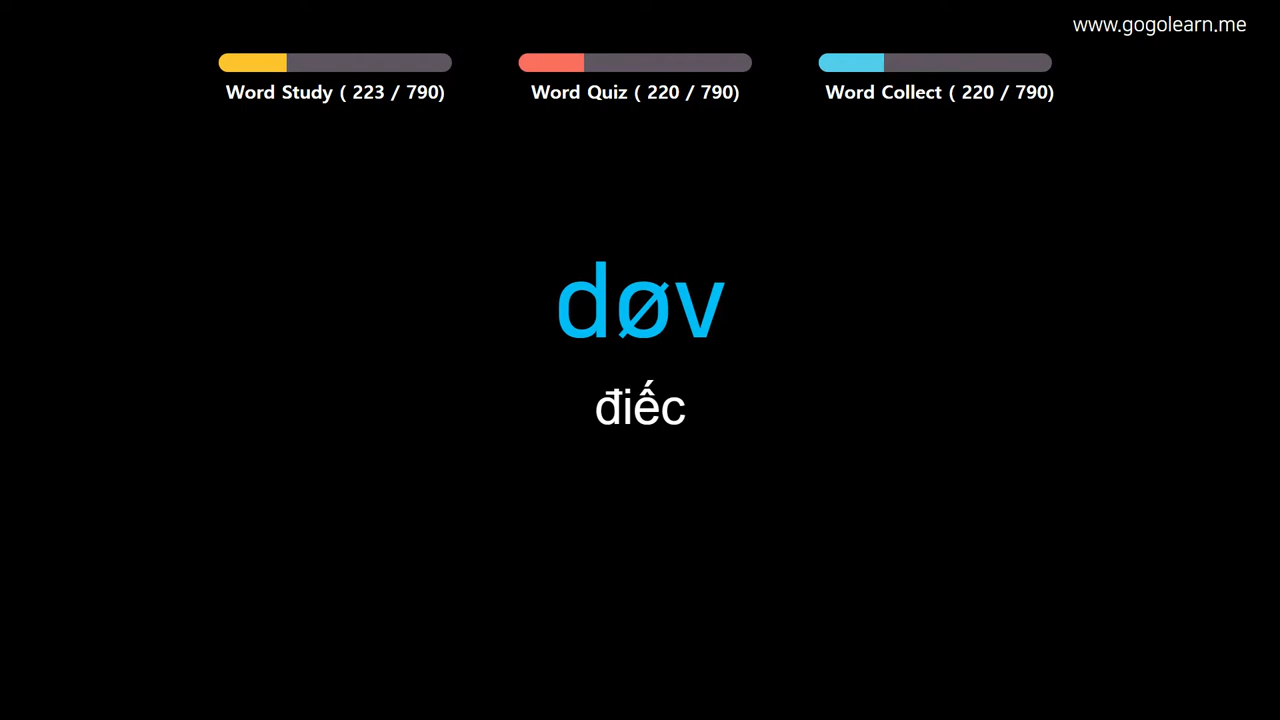 www.gogolearn.me
Word Study ( 223 / 790)
Word Quiz ( 220 / 790)
Word Collect ( 220 / 790)
døv
điếc